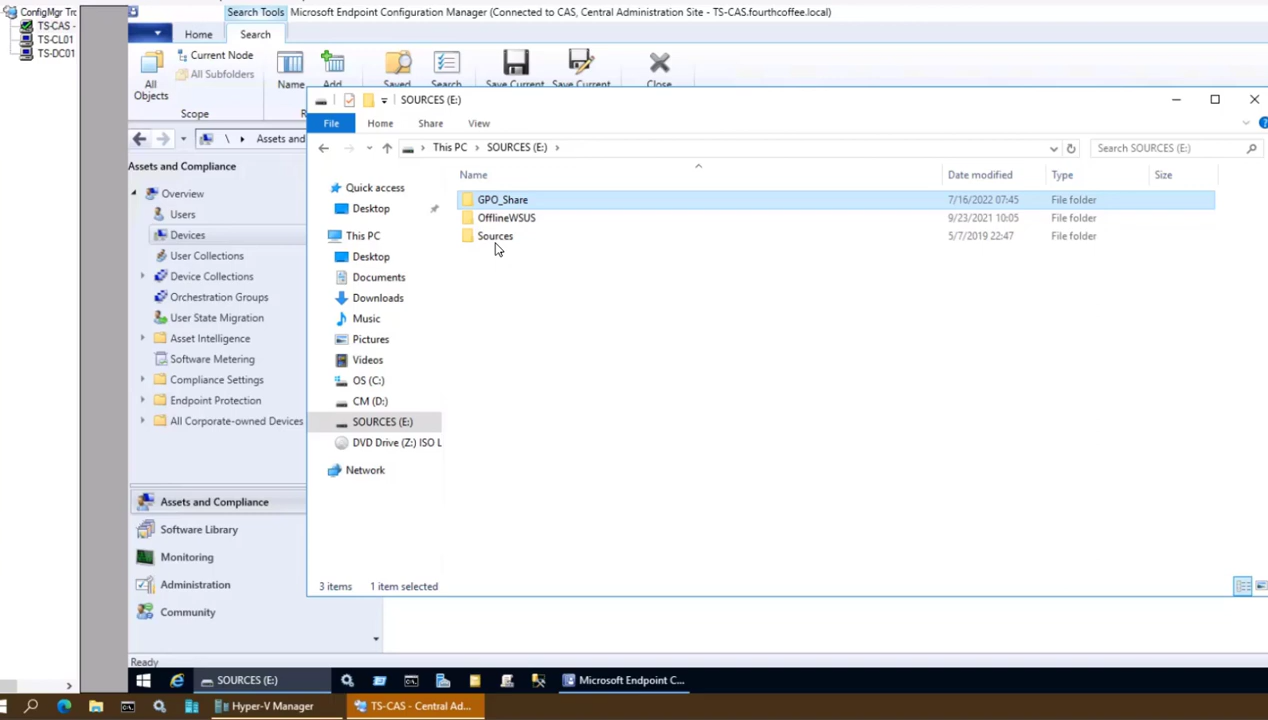 ConfigMgr Tro
TS-CAS -
TS-CL01
TS-DC01
Search Tools
Microsoft Endpoint Configuration Manager (Connected to CAS, Central Administration Site - TS-CAS.fourthcoffee.local)
Home
Search
All
Objects
Current Node
All Subfolders
Scope
Name
Add
Saved
Search
Save Current
Save Current
Close
\
Assets and
Assets and Compliance
Overview
Users
Devices
User Collections
Device Collections
Orchestration Groups
User State Migration
Asset Intelligence
Software Metering
Compliance Settings
Endpoint Protection
All Corporate-owned Devices
Assets and Compliance
Software Library
Monitoring
Administration
Community
Ready
SOURCES (E:)
File
Home
Share
View
This PC
SOURCES (E:)
Search SOURCES (E:)
Quick access
Desktop
This PC
Desktop
Documents
Downloads
Music
Pictures
Videos
OS (C:)
CM (D:)
SOURCES (E:)
DVD Drive (Z:) ISO L
Network
Name
Date modified
Type
Size
GPO_Share
7/16/2022 07:45
File folder
OfflineWSUS
9/23/2021 10:05
File folder
Sources
5/7/2019 22:47
File folder
3 items
1 item selected
SOURCES (E:)
Microsoft Endpoint C...
Hyper-V Manager
TS-CAS - Central Ad...